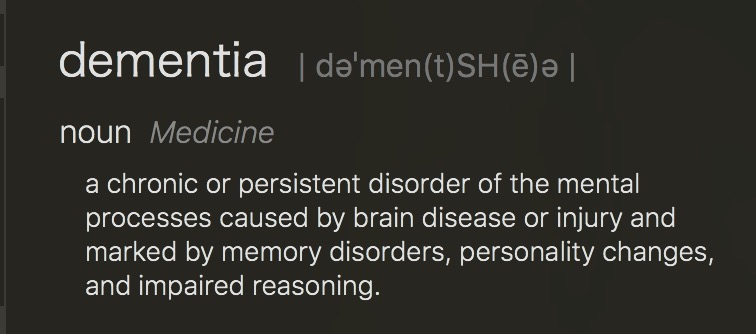 dementia | dəˈmen(t)SH(ē)ə |
noun Medicine
a chronic or persistent disorder of the mental
processes caused by brain disease or injury and
marked by memory disorders, personality changes,
and impaired reasoning.